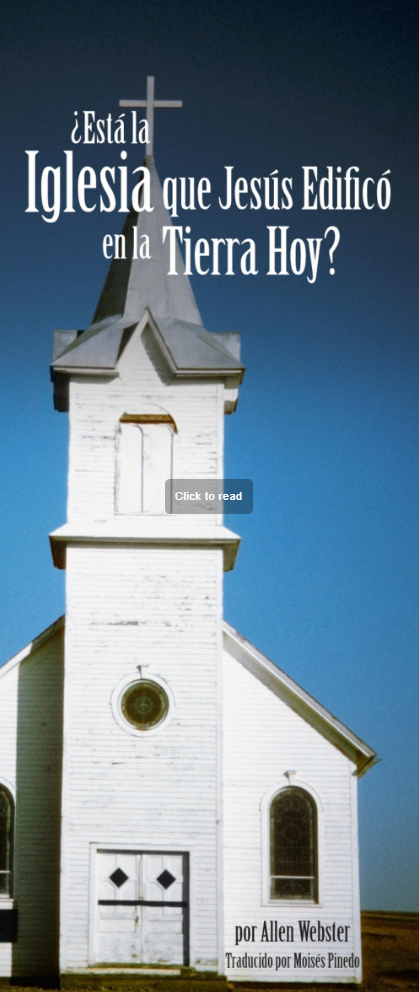 ¿Está la
Iglesia que Jesús Edificó
en la Tierra Hoy?
Click to read
por Allen Webster
Traducido por Moisés Pinedo